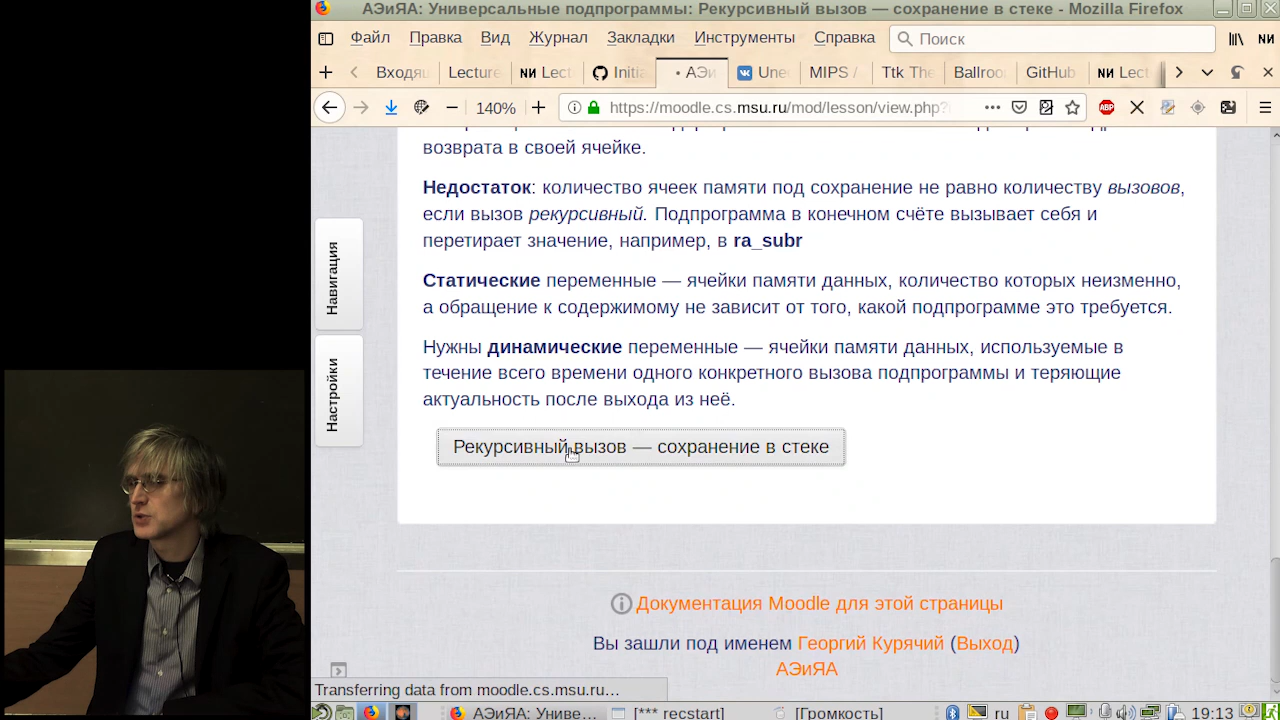 АЭиЯА: Универсальные подпрограммы: Рекурсивный вызов — сохранение в стеке - Mozilla Firefox
Файл Правка Вид Журнал Закладки Инструменты Справка Поиск
Входящ Lecture Lect Initia АЭи Une MIPS / Ttk The Ballroo GitHub Lect
140% https://moodle.cs.msu.ru/mod/lesson/view.php?
возврата в своей ячейке.
Недостаток: количество ячеек памяти под сохранение не равно количеству вызовов,
если вызов рекурсивный. Подпрограмма в конечном счёте вызывает себя и
перетирает значение, например, в ra_subr
Статические переменные — ячейки памяти данных, количество которых неизменно,
а обращение к содержимому не зависит от того, какой подпрограмме это требуется.
Нужны динамические переменные — ячейки памяти данных, используемые в
течение всего времени одного конкретного вызова подпрограммы и теряющие
актуальность после выхода из неё.
Рекурсивный вызов — сохранение в стеке
Навигация
Настройки
Документация Moodle для этой страницы
Вы зашли под именем Георгий Курячий (Выход)
АЭиЯА
Transferring data from moodle.cs.msu.ru…
АЭиЯА: Униве… [*** recstart] [Громкость] ru 19:13